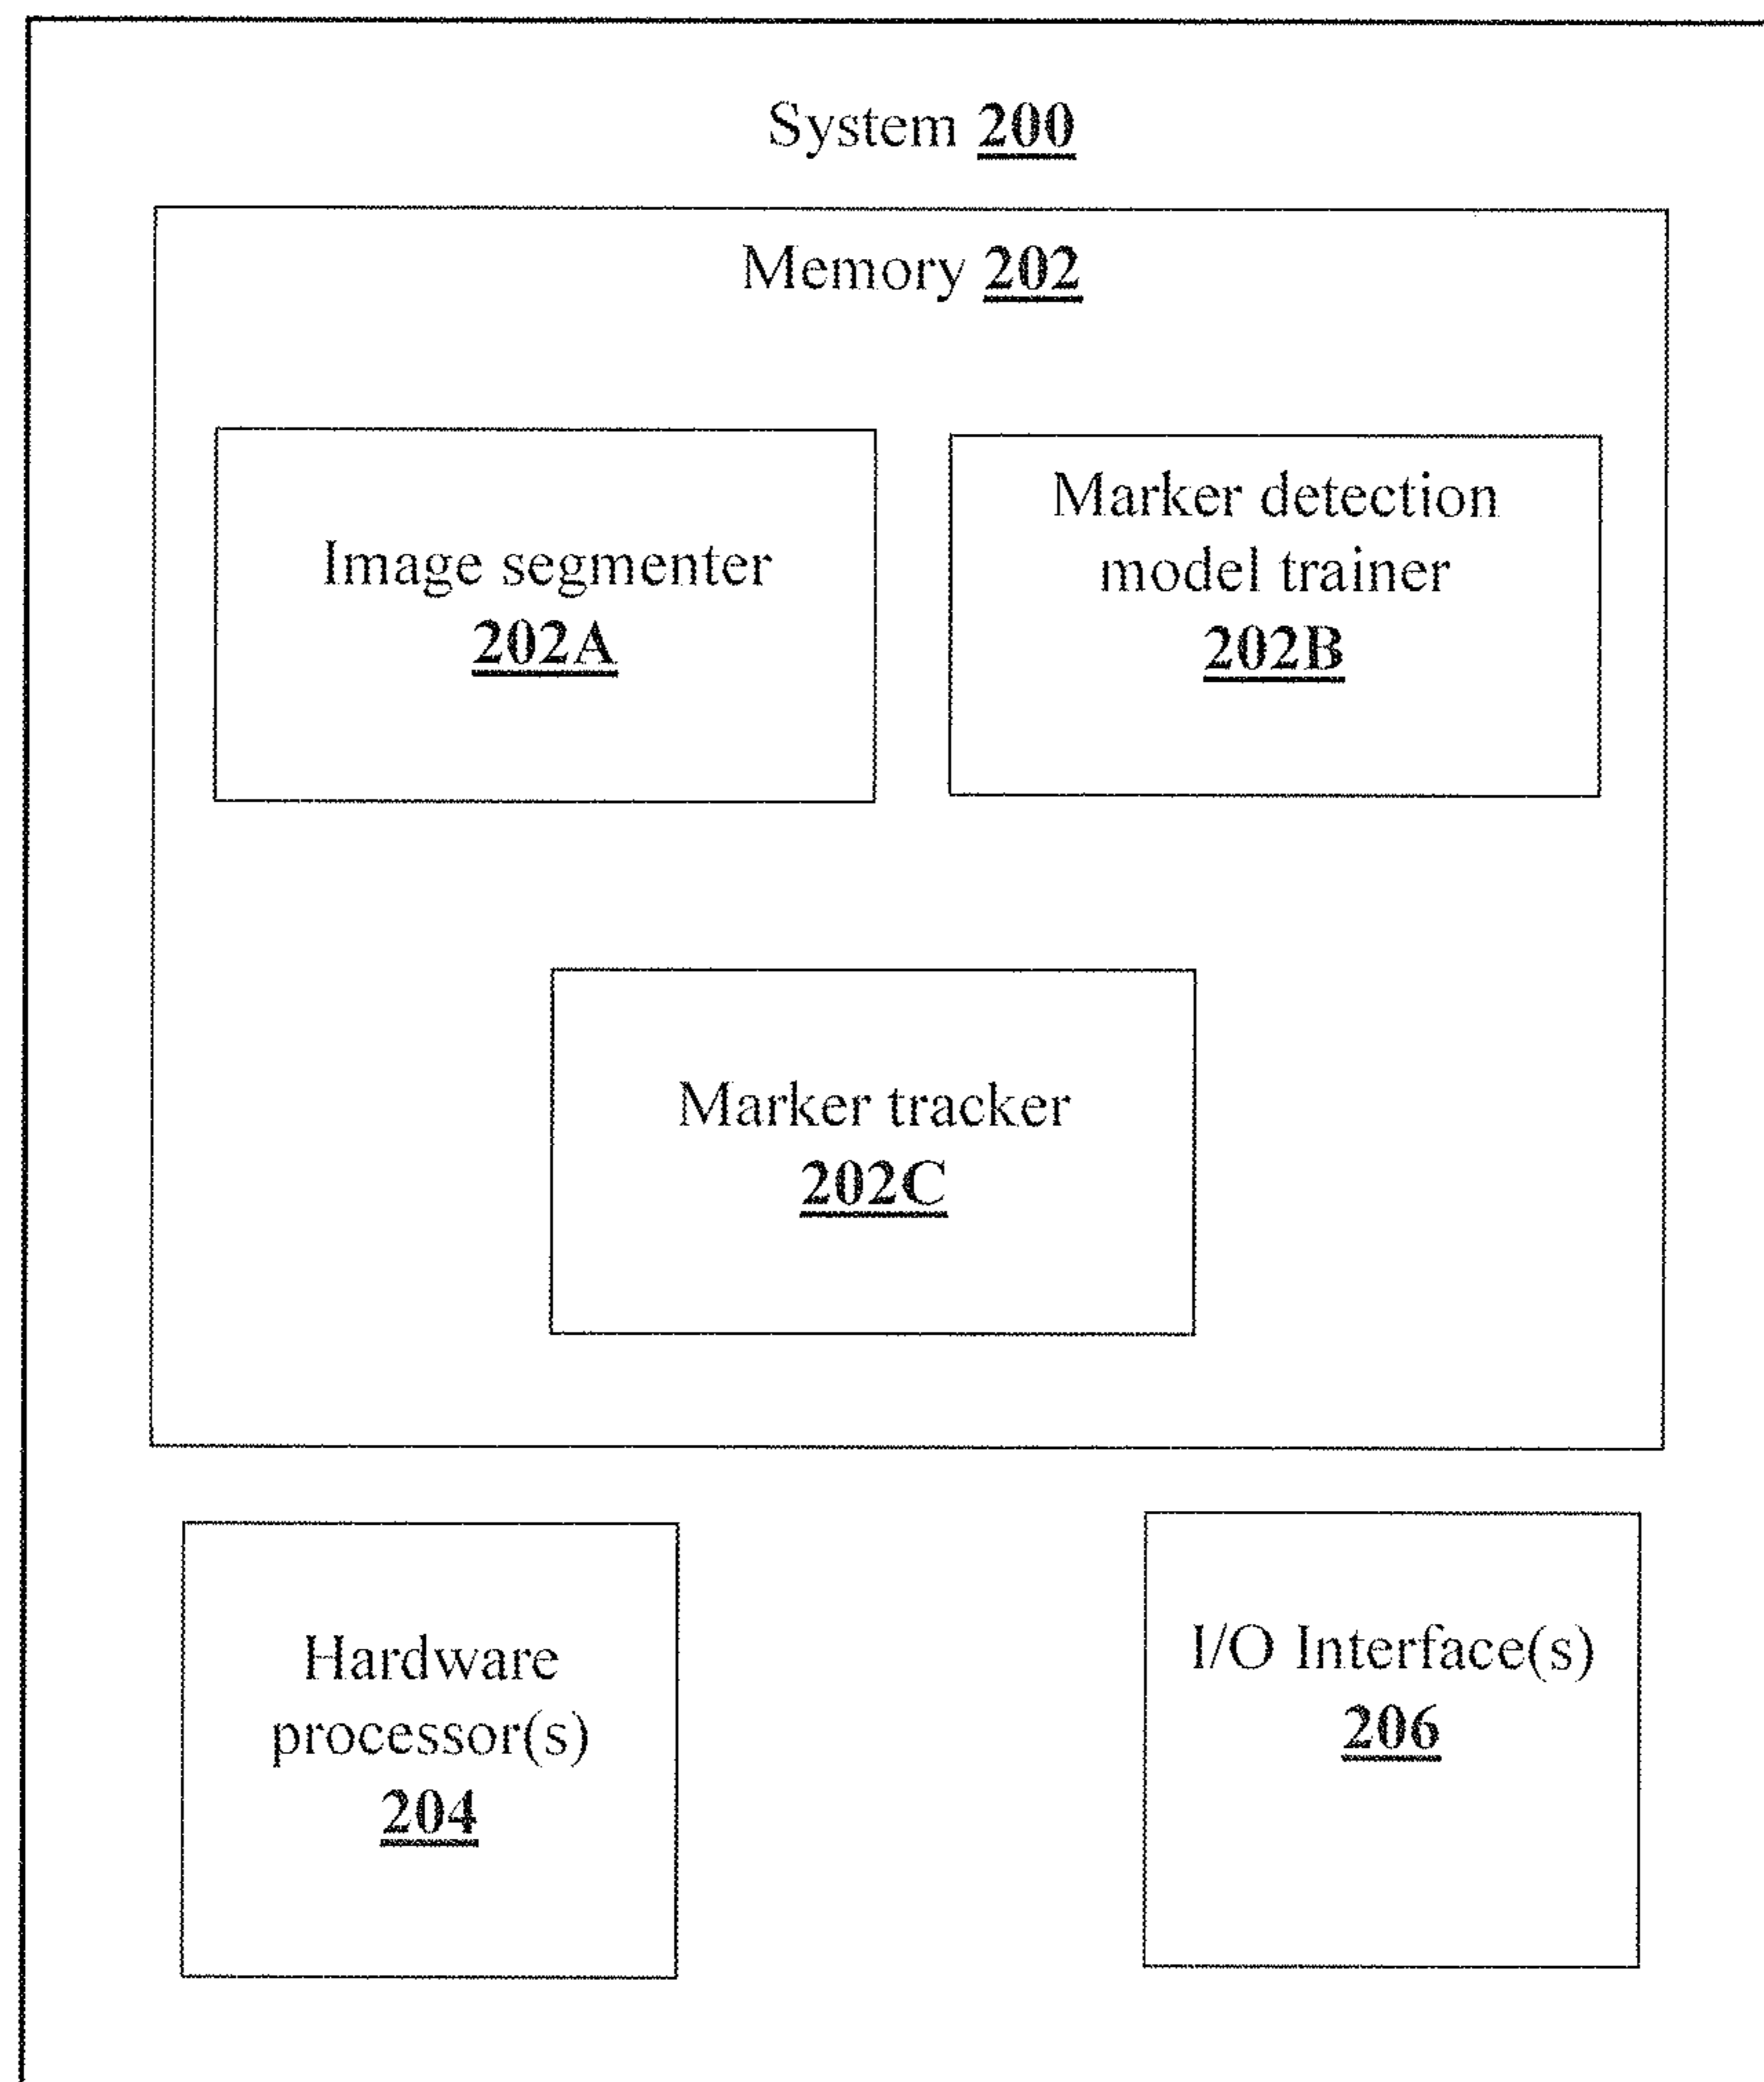 System 200
Memory 202
Image segmenter
202A
Marker detection
model trainer
202B
Marker tracker
202C
Hardware
processor(s)
204
I/O Interface(s)
206